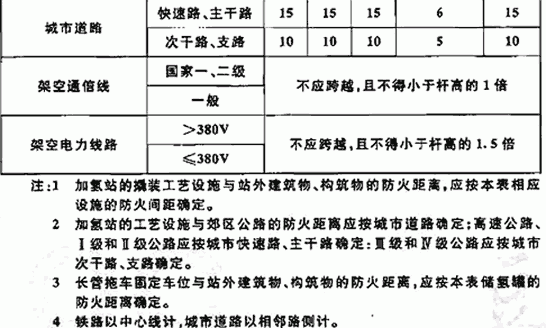 城市道路
快速路、主干路 15 15 15 6 15
次干路、支路 10 10 10 5 10
架空通信线
国家一、二级
一般
不应跨越,且不得小于杆高的1倍
架空电力线路
>380V
≤380V
不应跨越,且不得小于杆高的1.5倍
注:1 加氢站的撬装工艺设施与站外建筑物、构筑物的防火距离,应按本表相应
设施的防火间距确定。
2 加氢站的工艺设施与郊区公路的防火距离应按城市道路确定:高速公路、
Ⅰ级和Ⅱ级公路应按城市快速路、主干路确定:Ⅲ级和Ⅳ级公路应按城市
次干路、支路确定。
3 长管拖车固定车位与站外建筑物、构筑物的防火距离,应按本表储氢罐的
防火距离确定。
4 铁路以中心线计,城市道路以相邻路侧计。